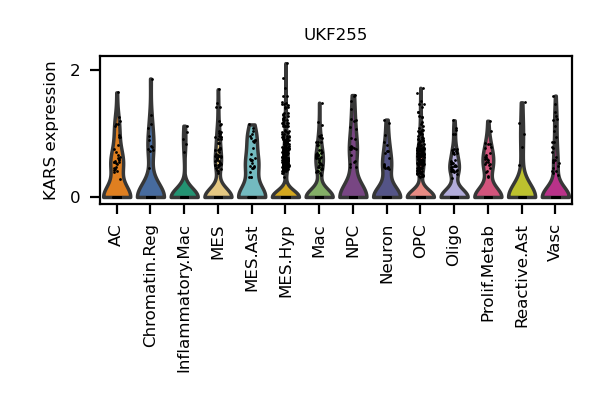 UKF255
KARS expression
2
0
AC
Chromatin.Reg
Inflammatory.Mac
MES
MES.Ast
MES.Hyp
Mac
NPC
Neuron
OPC
Oligo
Prolif.Metab
Reactive.Ast
Vasc